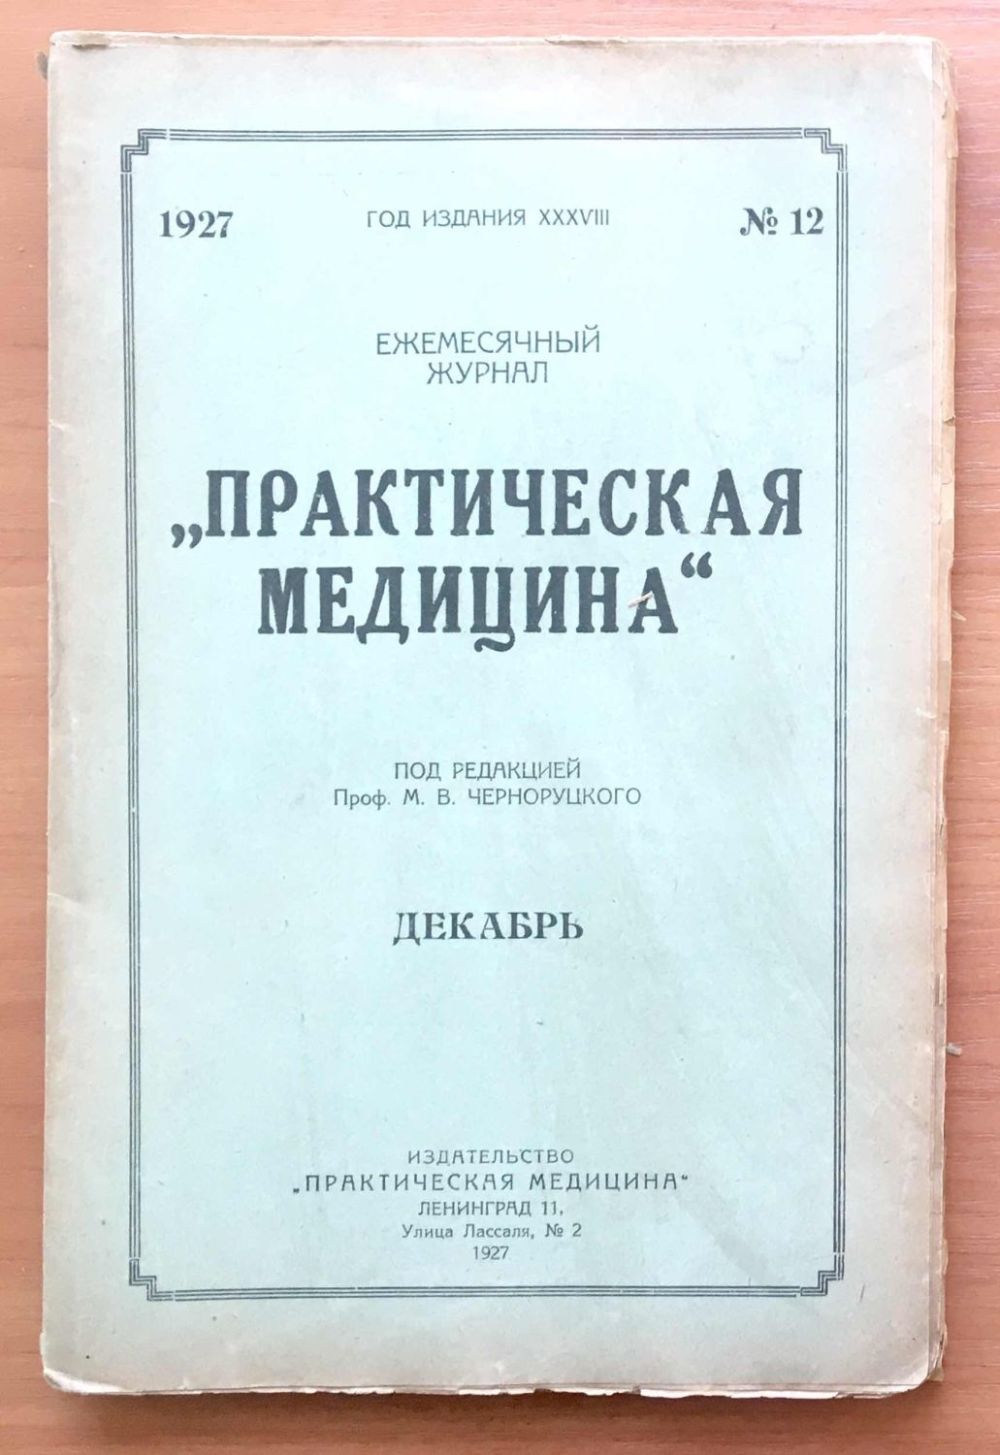 1927 ГОД ИЗДАНИЯ XXXVIII № 12
ЕЖЕМЕСЯЧНЫЙ
ЖУРНАЛ
„ПРАКТИЧЕСКАЯ
МЕДИЦИНА“
ПОД РЕДАКЦИЕЙ
Проф. М. В. ЧЕРНОРУЦКОГО
ДЕКАБРЬ
ИЗДАТЕЛЬСТВО
„ПРАКТИЧЕСКАЯ МЕДИЦИНА“
ЛЕНИНГРАД 11,
Улица Лассаля, № 2
1927